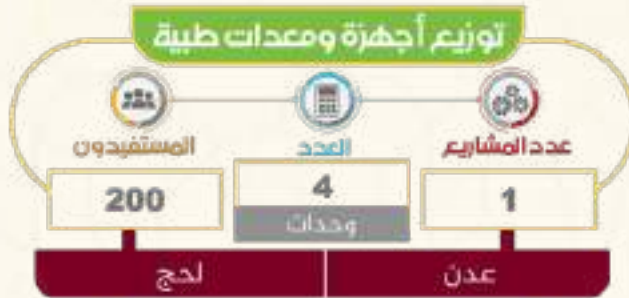 توزيع أجهزة ومعدات طبية
عدد المشاريع
العدد
المستفيدون
1
4
200
وحدات
عدن
لحج